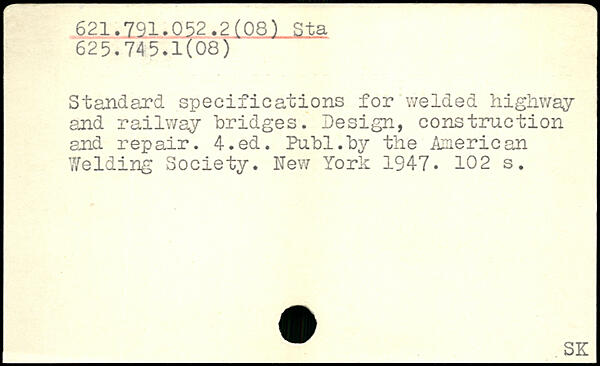 621.791.052.2(08) Sta
625.745.1(08)
Standard specifications for welded highway
and railway bridges. Design, construction
and repair. 4.ed. Publ.by the American
Welding Society. New York 1947. 102 s.
SK